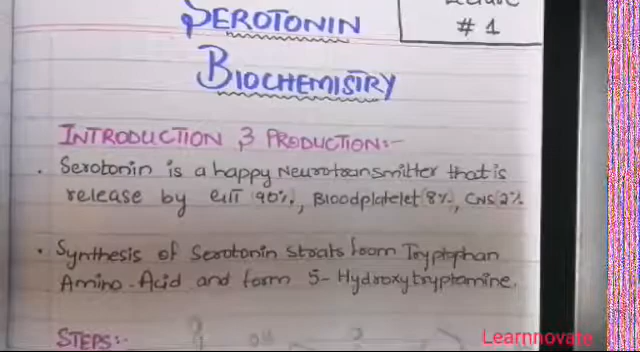 SEROTONIN
# 1
BIOCHEMISTRY
INTRODUCTION & PRODUCTION:-
• Serotonin is a happy Neurotransmitter that is
release by GIT (90%), Bloodplatelet (8%), CNS (2%
• Synthesis of Serotonin strats from Tryptophan
Amino-Acid and form 5-Hydroxytryptamine.
STEPS:-
Learnnovate